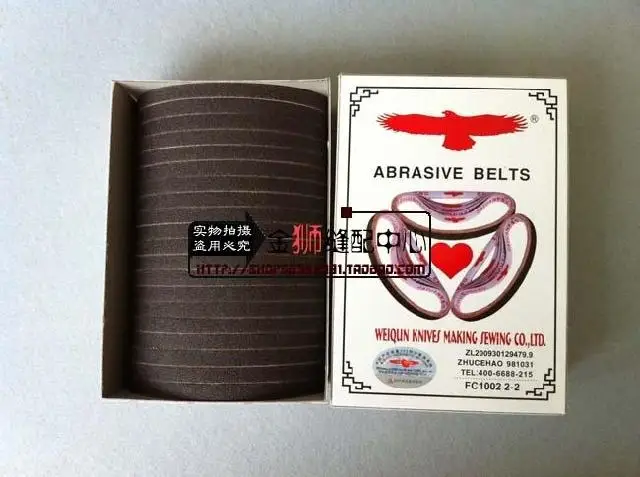 ®
ABRASIVE BELTS
实物拍摄
盗用必究
金狮缝配中心
WEIQUN KNIVES MAKING SEWING CO.,LTD.
ZL200930129479.9
ZHUCEHAO 981031
TEL:400-6688-215
FC1002 2-2